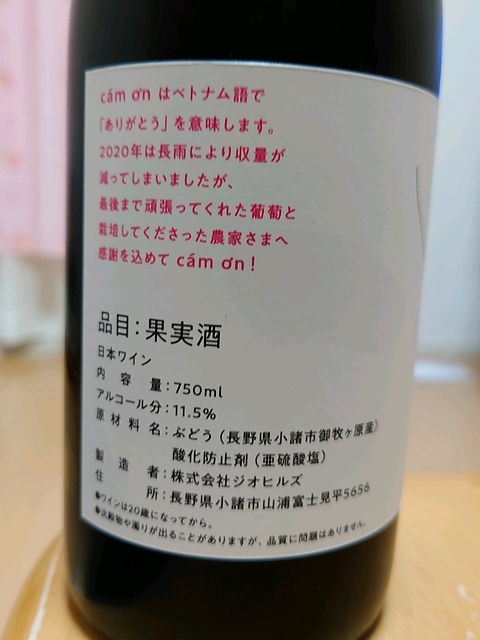 cám ơn はベトナム語で
「ありがとう」を意味します。
2020年は長雨により収量が
減ってしまいましたが、
最後まで頑張ってくれた葡萄と
栽培してくださった農家さまへ
感謝を込めて cám ơn！
品目：果実酒
日本ワイン
内容量：750ml
アルコール分：11.5%
原材料名：ぶどう（長野県小諸市御牧ヶ原産）
酸化防止剤（亜硫酸塩）
製造者：株式会社ジオヒルズ
住所：長野県小諸市山浦富士見平5656
●ワインは20歳になってから。
●沈殿物や濁りが出ることがありますが、品質に問題はありません。